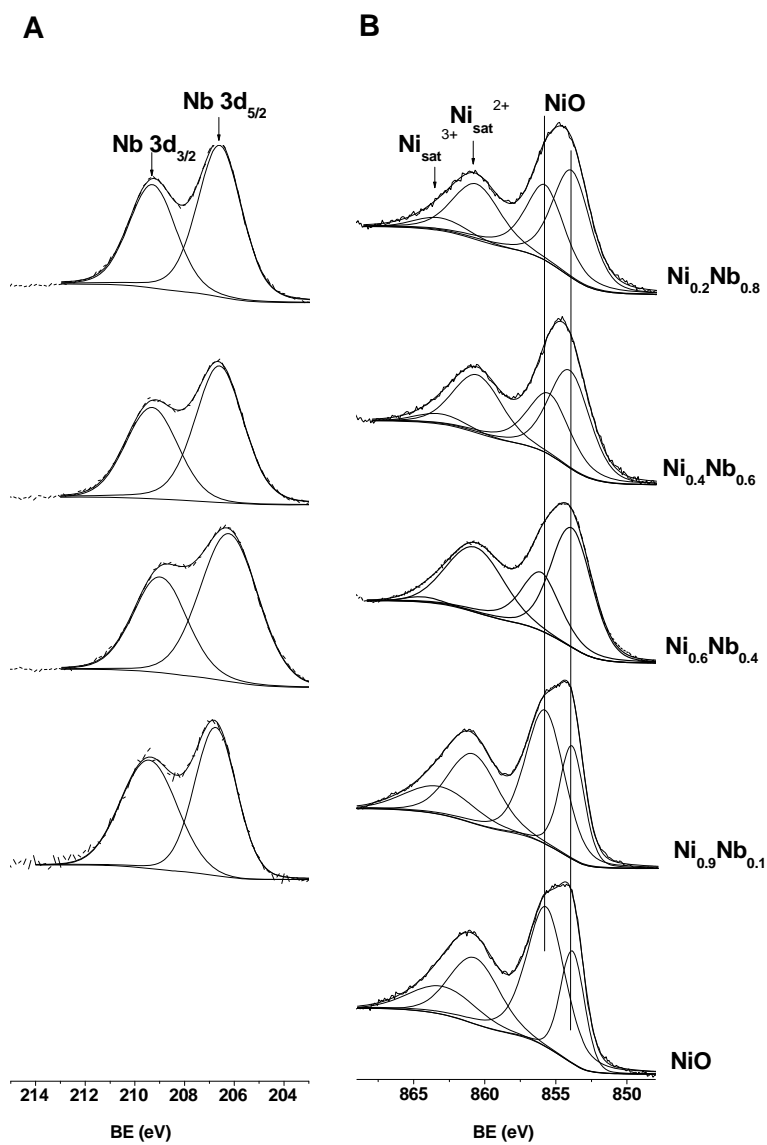 A
B
Nb 3d5/2
Nb 3d3/2
Nisat3+
Nisat2+
NiO
Ni0.2Nb0.8
Ni0.4Nb0.6
Ni0.6Nb0.4
Ni0.9Nb0.1
NiO
214 212 210 208 206 204
865 860 855 850
BE (eV)
BE (eV)